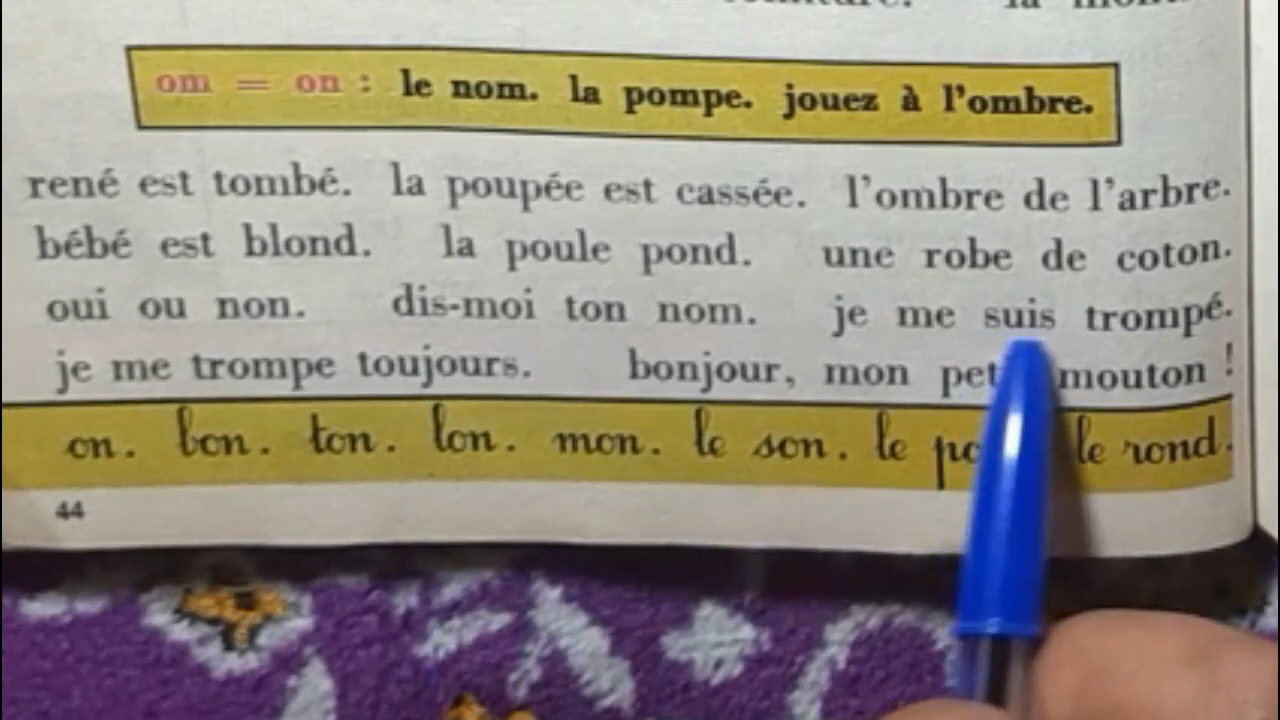 om = on : le nom. la pompe. jouez à l'ombre.
rené est tombé. la poupée est cassée. l'ombre de l'arbre.
bébé est blond. la poule pond. une robe de coton.
oui ou non. dis-moi ton nom. je me suis trompé.
je me trompe toujours. bonjour, mon mouton !
on. bon. ton. lon. mon. le son. le le rond.
44